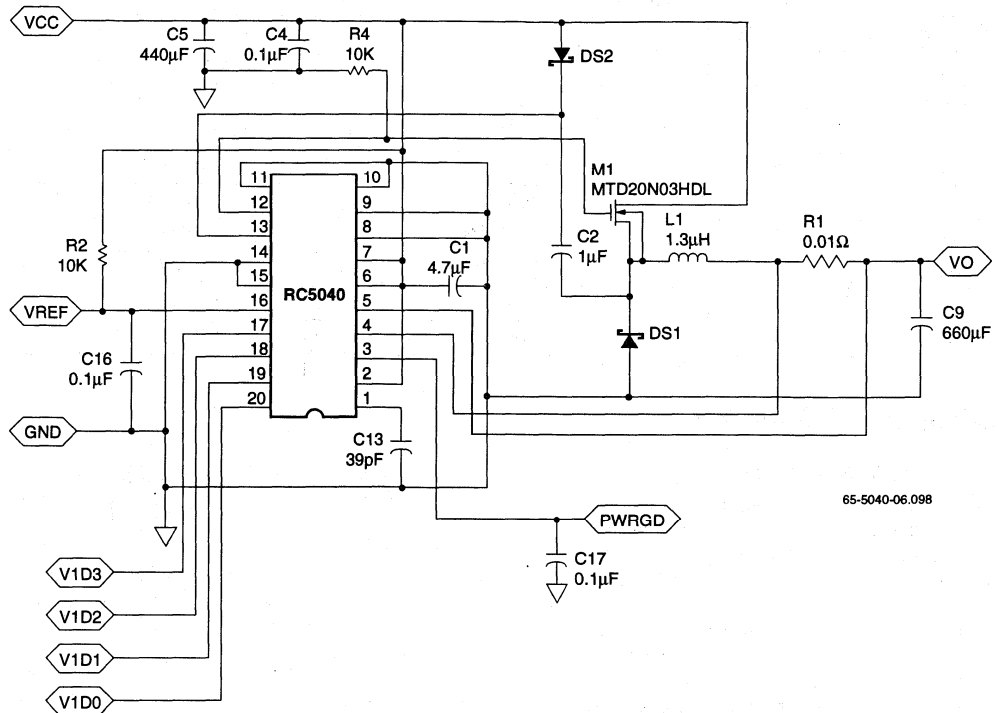 VCC
C5
440µF
C4
0.1µF
R4
10K
DS2
M1
MTD20N03HDL
L1
1.3µH
R1
0.01Ω
VO
C9
660µF
C2
1µF
DS1
R2
10K
VREF
C16
0.1µF
GND
RC5040
11
12
13
14
15
16
17
18
19
20
10
9
8
7
6
5
4
3
2
1
C1
4.7µF
C13
39pF
65-5040-06.098
PWRGD
C17
0.1µF
V1D3
V1D2
V1D1
V1D0